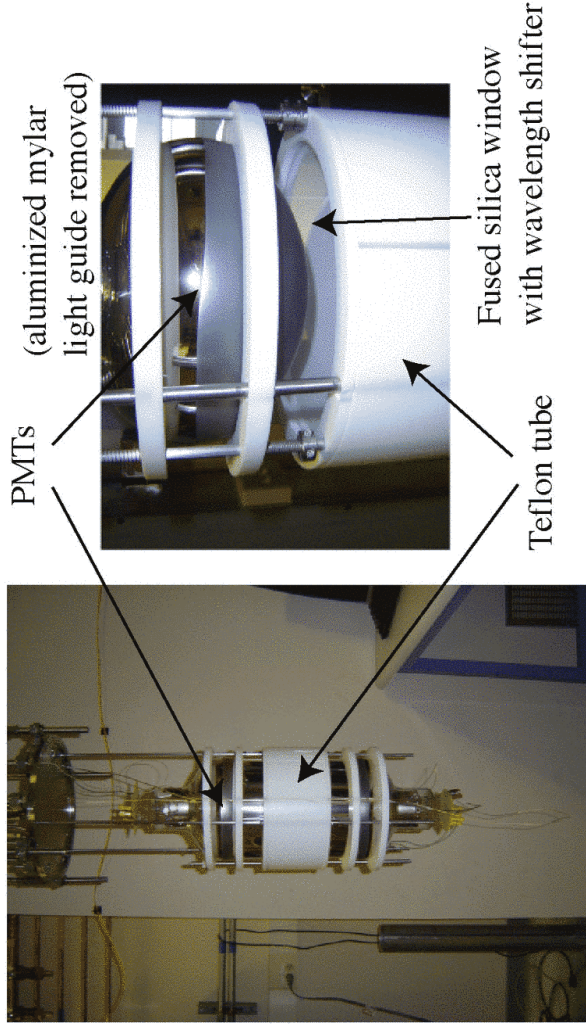 PMTs
(aluminized mylar
light guide removed)
Teflon tube
Fused silica window
with wavelength shifter